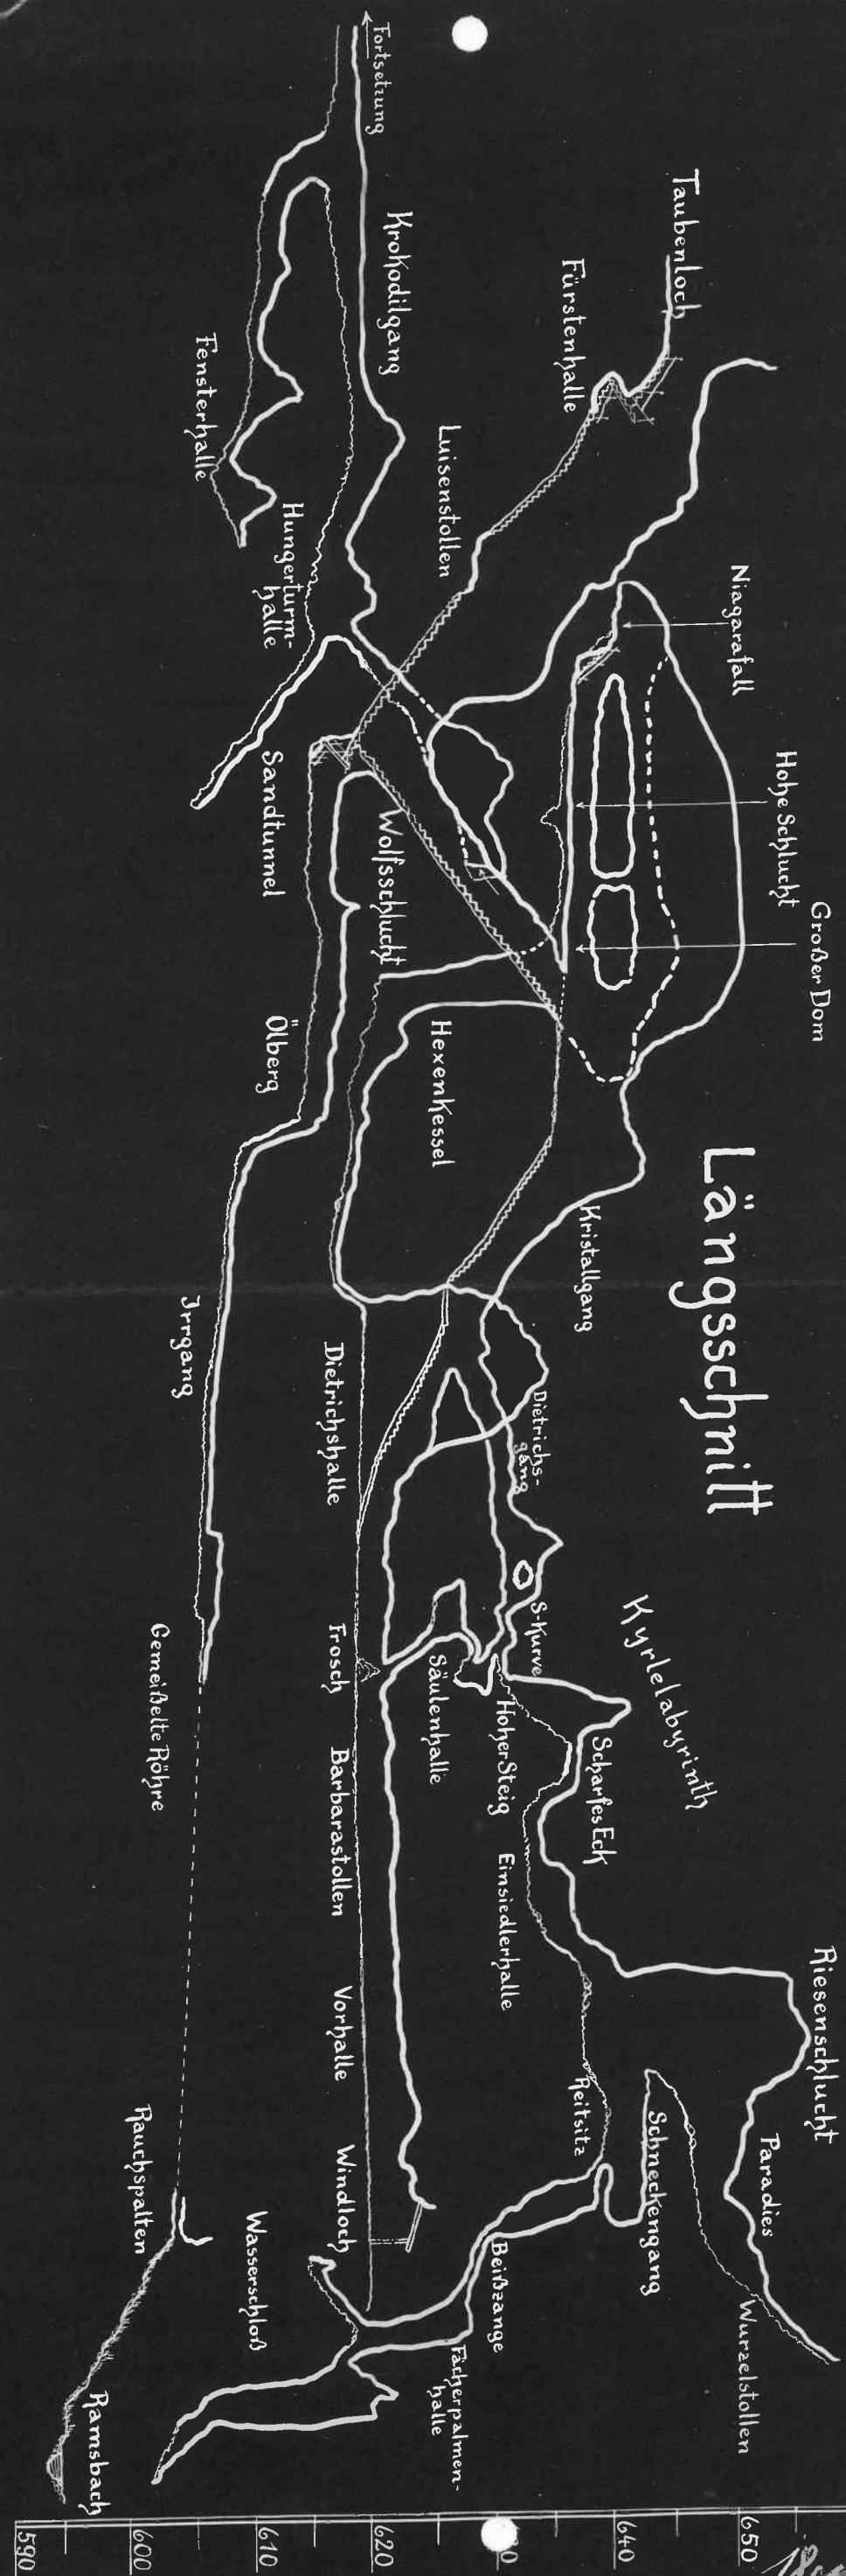 Längsschnitt
Fortsetzung
Krokodilgang
Fensterhalle
Taubenloch
Fürstenhalle
Luisenstollen
Hungerturm-
halle
Niagarafall
Hohe Schlucht
Großer Dom
Sandtunnel
Wolfsschlucht
Ölberg
Hexenkessel
Kristallgang
Irrgang
Dietrichshalle
Dietrichs-
gang
S-Kurve
Kyrlelabyrinth
Gemeißelte Röhre
Frosch
Säulenhalle
Hoher Steig
Scharfes Eck
Barbarastollen
Einsiedlerhalle
Vorhalle
Riesenschlucht
Reitsitz
Paradies
Schneckengang
Rauchspalten
Windloch
Wasserschloß
Beißzange
Wurzelstollen
Fächerpalmen-
halle
Ramsbach
590
600
610
620
640
650